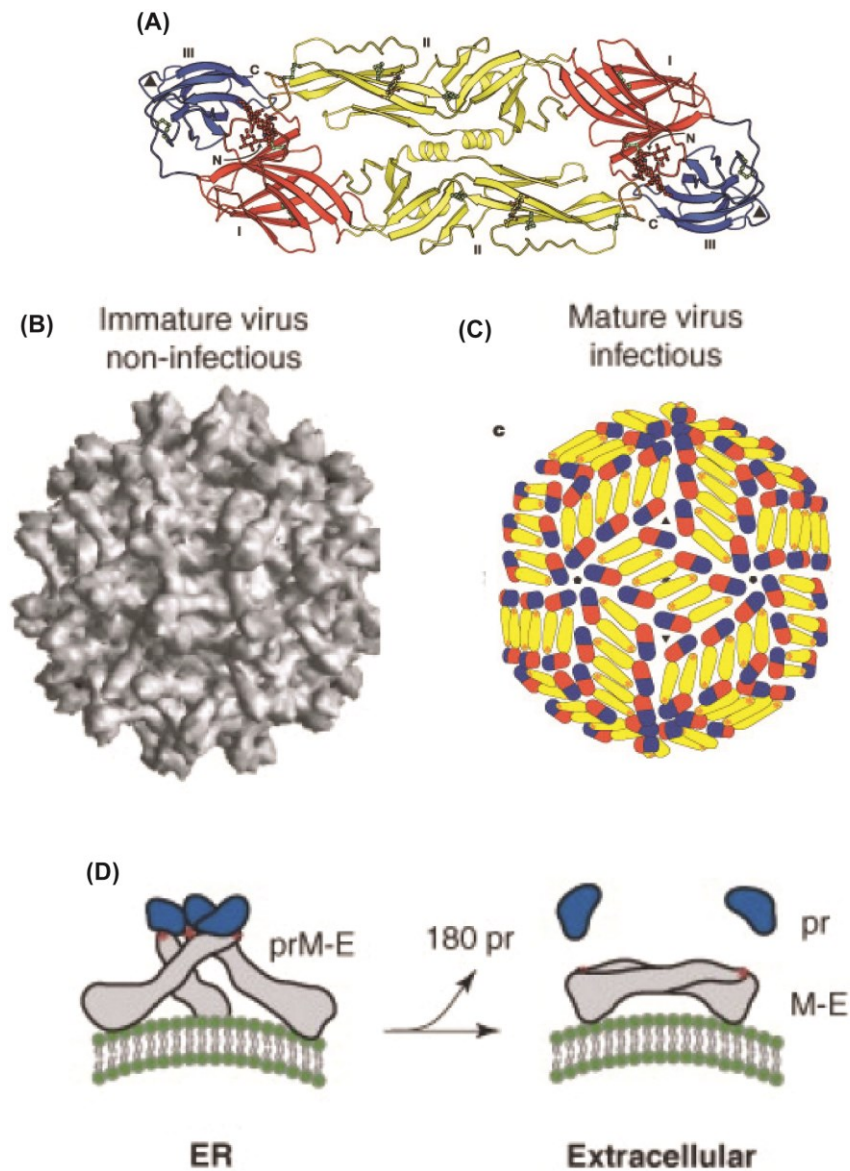 (A)
III
C
II
I
N
N
I
II
C
III
(B)
Immature virus
non-infectious
(C)
Mature virus
infectious
c
(D)
prM-E
180 pr
pr
M-E
ER
Extracellular